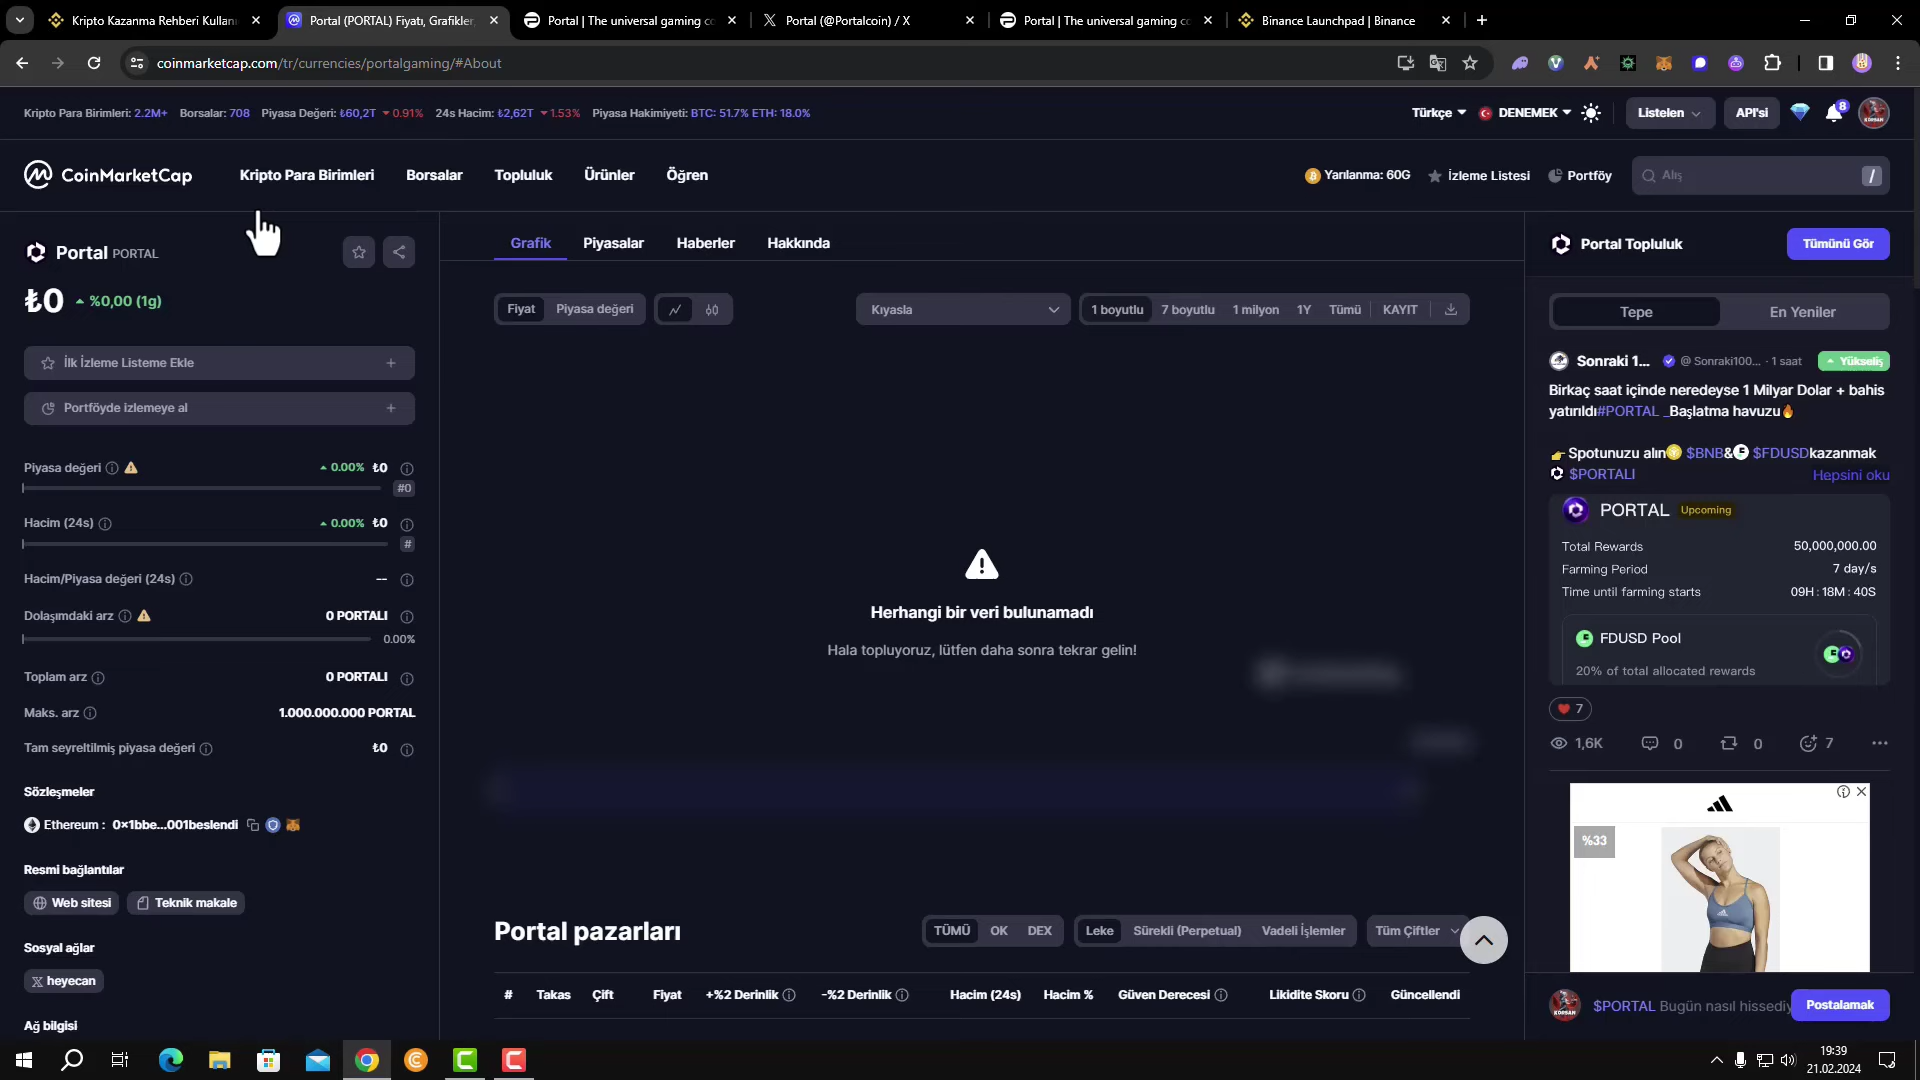 Kripto Kazanma Rehberi Kullanı
Portal (PORTAL) Fiyatı, Grafikler,
Portal | The universal gaming co
Portal (@Portalcoin) / X
Portal | The universal gaming co
Binance Launchpad | Binance
coinmarketcap.com/tr/currencies/portalgaming/#About
Kripto Para Birimleri: 2.2M+ Borsalar: 708 Piyasa Değeri: ₺60,2T 0.91% 24s Hacim: ₺2,62T 1.53% Piyasa Hakimiyeti: BTC: 51.7% ETH: 18.0%
Türkçe DENEMEK Listelen API'si 8
CoinMarketCap Kripto Para Birimleri Borsalar Topluluk Ürünler Öğren
Yarılanma: 60G İzleme Listesi Portföy Alış /
Portal PORTAL
₺0 %0,00 (1g)
İlk İzleme Listeme Ekle +
Portföyde izlemeye al +
Piyasa değeri 0.00% ₺0
#0
Hacim (24s) 0.00% ₺0
#
Hacim/Piyasa değeri (24s) --
Dolaşımdaki arz 0 PORTALI
0.00%
Toplam arz 0 PORTALI
Maks. arz 1.000.000.000 PORTAL
Tam seyreltilmiş piyasa değeri ₺0
Sözleşmeler
Ethereum : 0x1bbe...001beslendi
Resmi bağlantılar
Web sitesi Teknik makale
Sosyal ağlar
heyecan
Ağ bilgisi
Grafik Piyasalar Haberler Hakkında
Fiyat Piyasa değeri Kıyasla 1 boyutlu 7 boyutlu 1 milyon 1Y Tümü KAYIT
Herhangi bir veri bulunamadı
Hala topluyoruz, lütfen daha sonra tekrar gelin!
Portal pazarları TÜMÜ OK DEX Leke Sürekli (Perpetual) Vadeli İşlemler Tüm Çiftler
# Takas Çift Fiyat +%2 Derinlik -%2 Derinlik Hacim (24s) Hacim % Güven Derecesi Likidite Skoru Güncellendi
Portal Topluluk Tümünü Gör
Tepe En Yeniler
Sonraki 1... @ Sonraki100... · 1 saat Yükseliş
Birkaç saat içinde neredeyse 1 Milyar Dolar + bahis
yatırıldı#PORTAL _Başlatma havuzu
Spotunuzu alın $BNB& $FDUSDkazanmak
$PORTALI Hepsini oku
PORTAL Upcoming
Total Rewards 50,000,000.00
Farming Period 7 day/s
Time until farming starts 09H : 18M : 40S
FDUSD Pool
20% of total allocated rewards
7
1,6K 0 0 7
%33
KORSAN $PORTAL Bugün nasıl hissediy Postalamak
19:39
21.02.2024